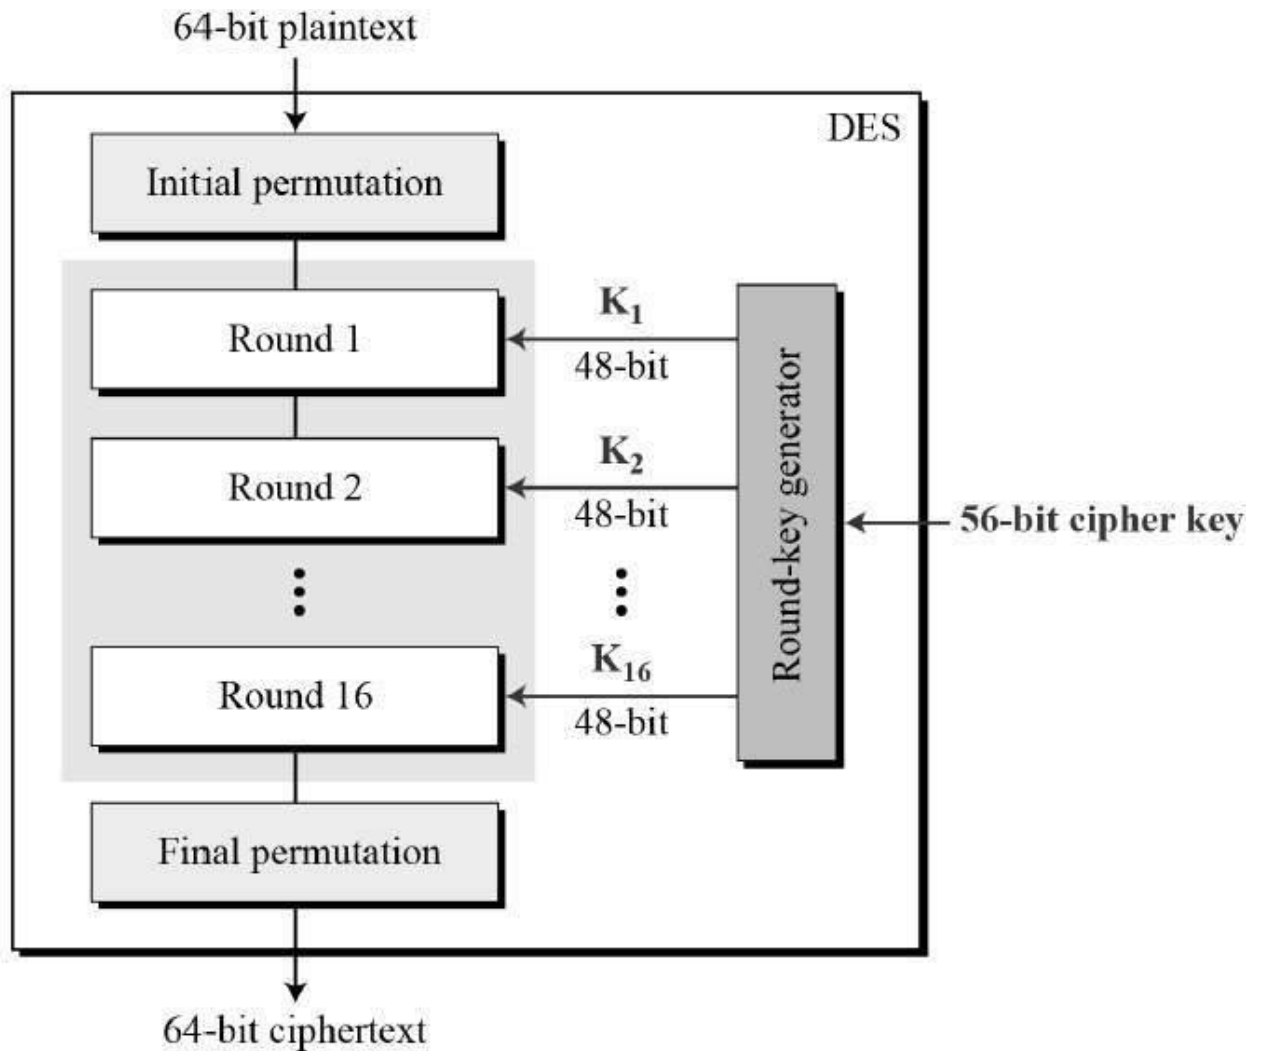 64-bit plaintext
DES
Initial permutation
Round 1
K1
48-bit
Round 2
K2
48-bit
Round-key generator
56-bit cipher key
Round 16
K16
48-bit
Final permutation
64-bit ciphertext